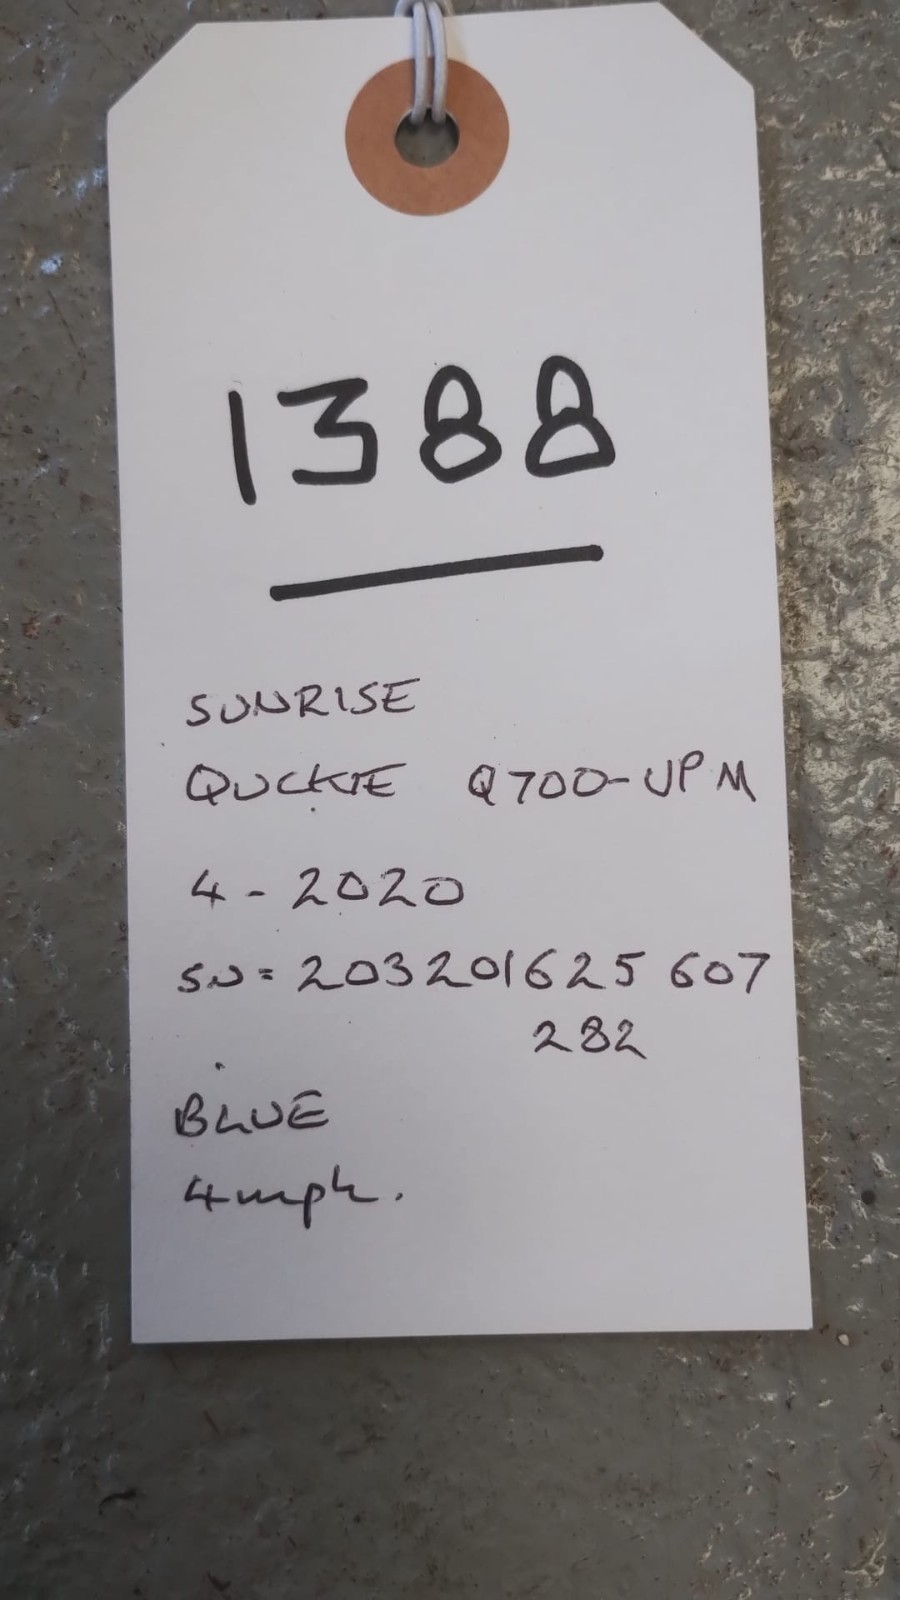 1388
SUNRISE
QUCKIE Q700-UPM
4-2020
SN=203201625607
282
BLUE
4mph.